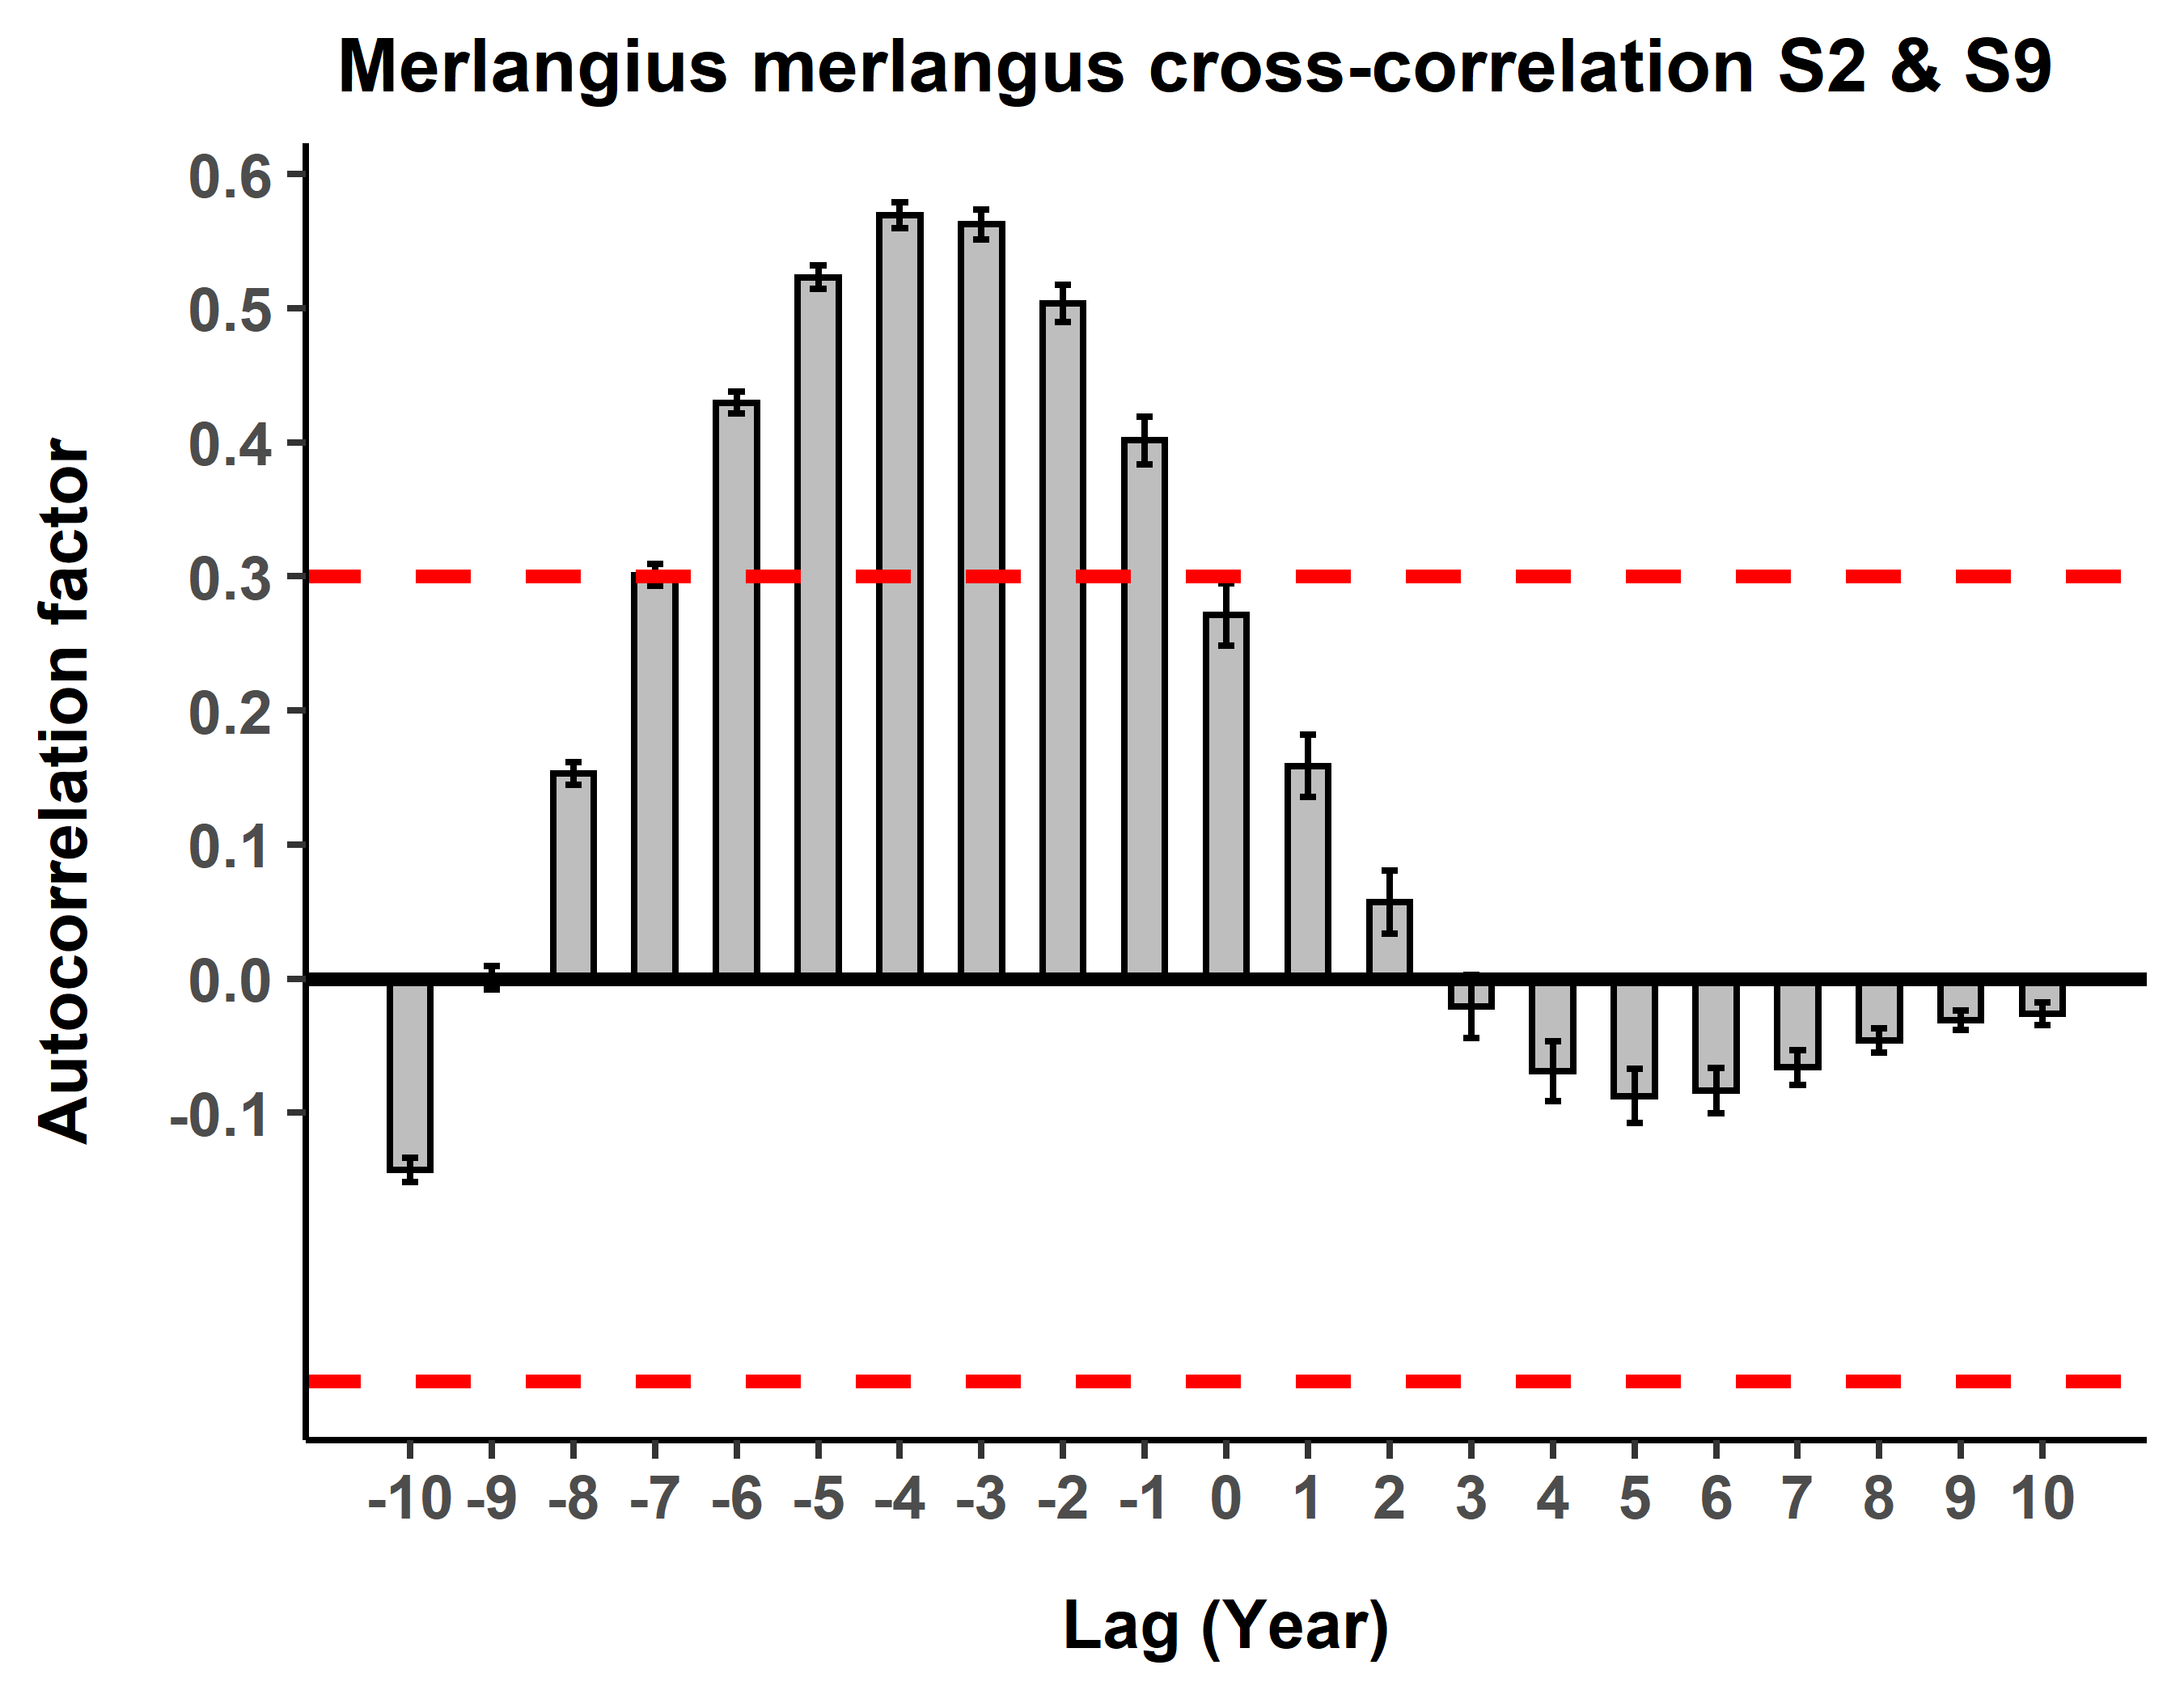 Merlangius merlangus cross-correlation S2 & S9
Autocorrelation factor
0.6
0.5
0.4
0.3
0.2
0.1
0.0
-0.1
-10 -9 -8 -7 -6 -5 -4 -3 -2 -1 0 1 2 3 4 5 6 7 8 9 10
Lag (Year)